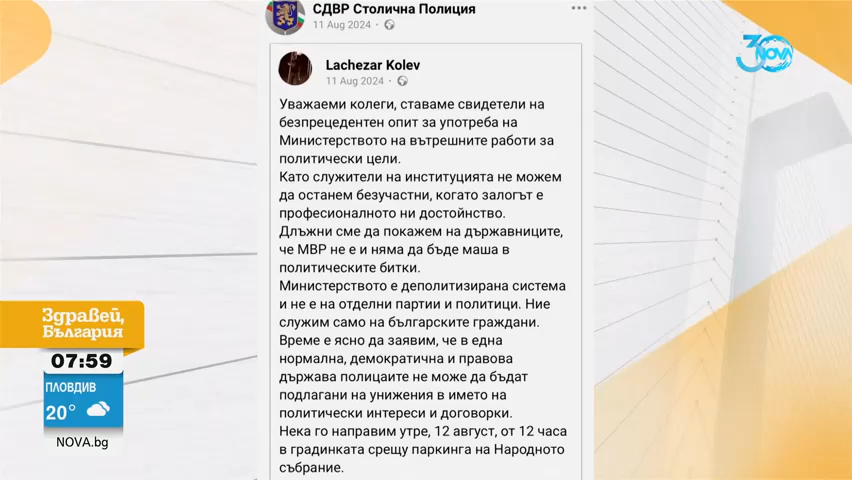 СДВР Столична Полиция
11 Aug 2024
Lachezar Kolev
11 Aug 2024
Уважаеми колеги, ставаме свидетели на
безпрецедентен опит за употреба на
Министерството на вътрешните работи за
политически цели.
Като служители на институцията не можем
да останем безучастни, когато залогът е
професионалното ни достойнство.
Длъжни сме да покажем на държавниците,
че МВР не е и няма да бъде маша в
политическите битки.
Министерството е деполитизирана система
и не е на отделни партии и политици. Ние
служим само на българските граждани.
Време е ясно да заявим, че в една
нормална, демократична и правова
държава полицаите не може да бъдат
подлагани на унижения в името на
политически интереси и договорки.
Нека го направим утре, 12 август, от 12 часа
в градинката срещу паркинга на Народното
събрание.
30 NOVA
Здравей,
България
07:59
ПЛОВДИВ
20°
NOVA.bg